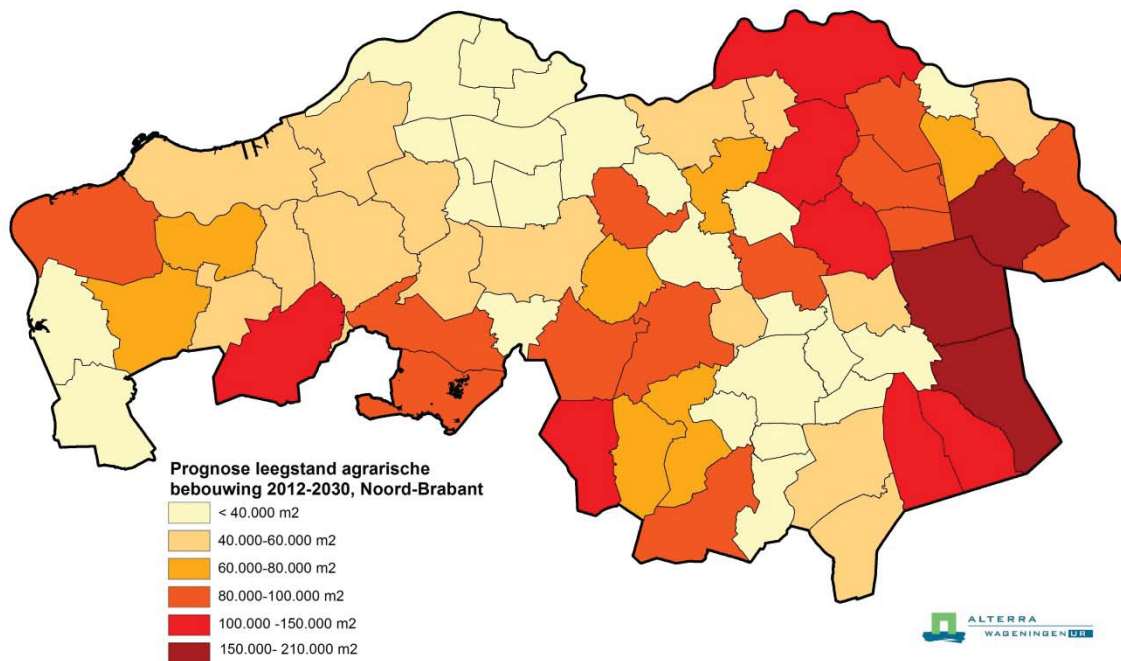 Prognose leegstand agrarische
bebouwing 2012-2030, Noord-Brabant
< 40.000 m2
40.000-60.000 m2
60.000-80.000 m2
80.000-100.000 m2
100.000 -150.000 m2
150.000- 210.000 m2
ALTERRA
WAGENINGEN UR